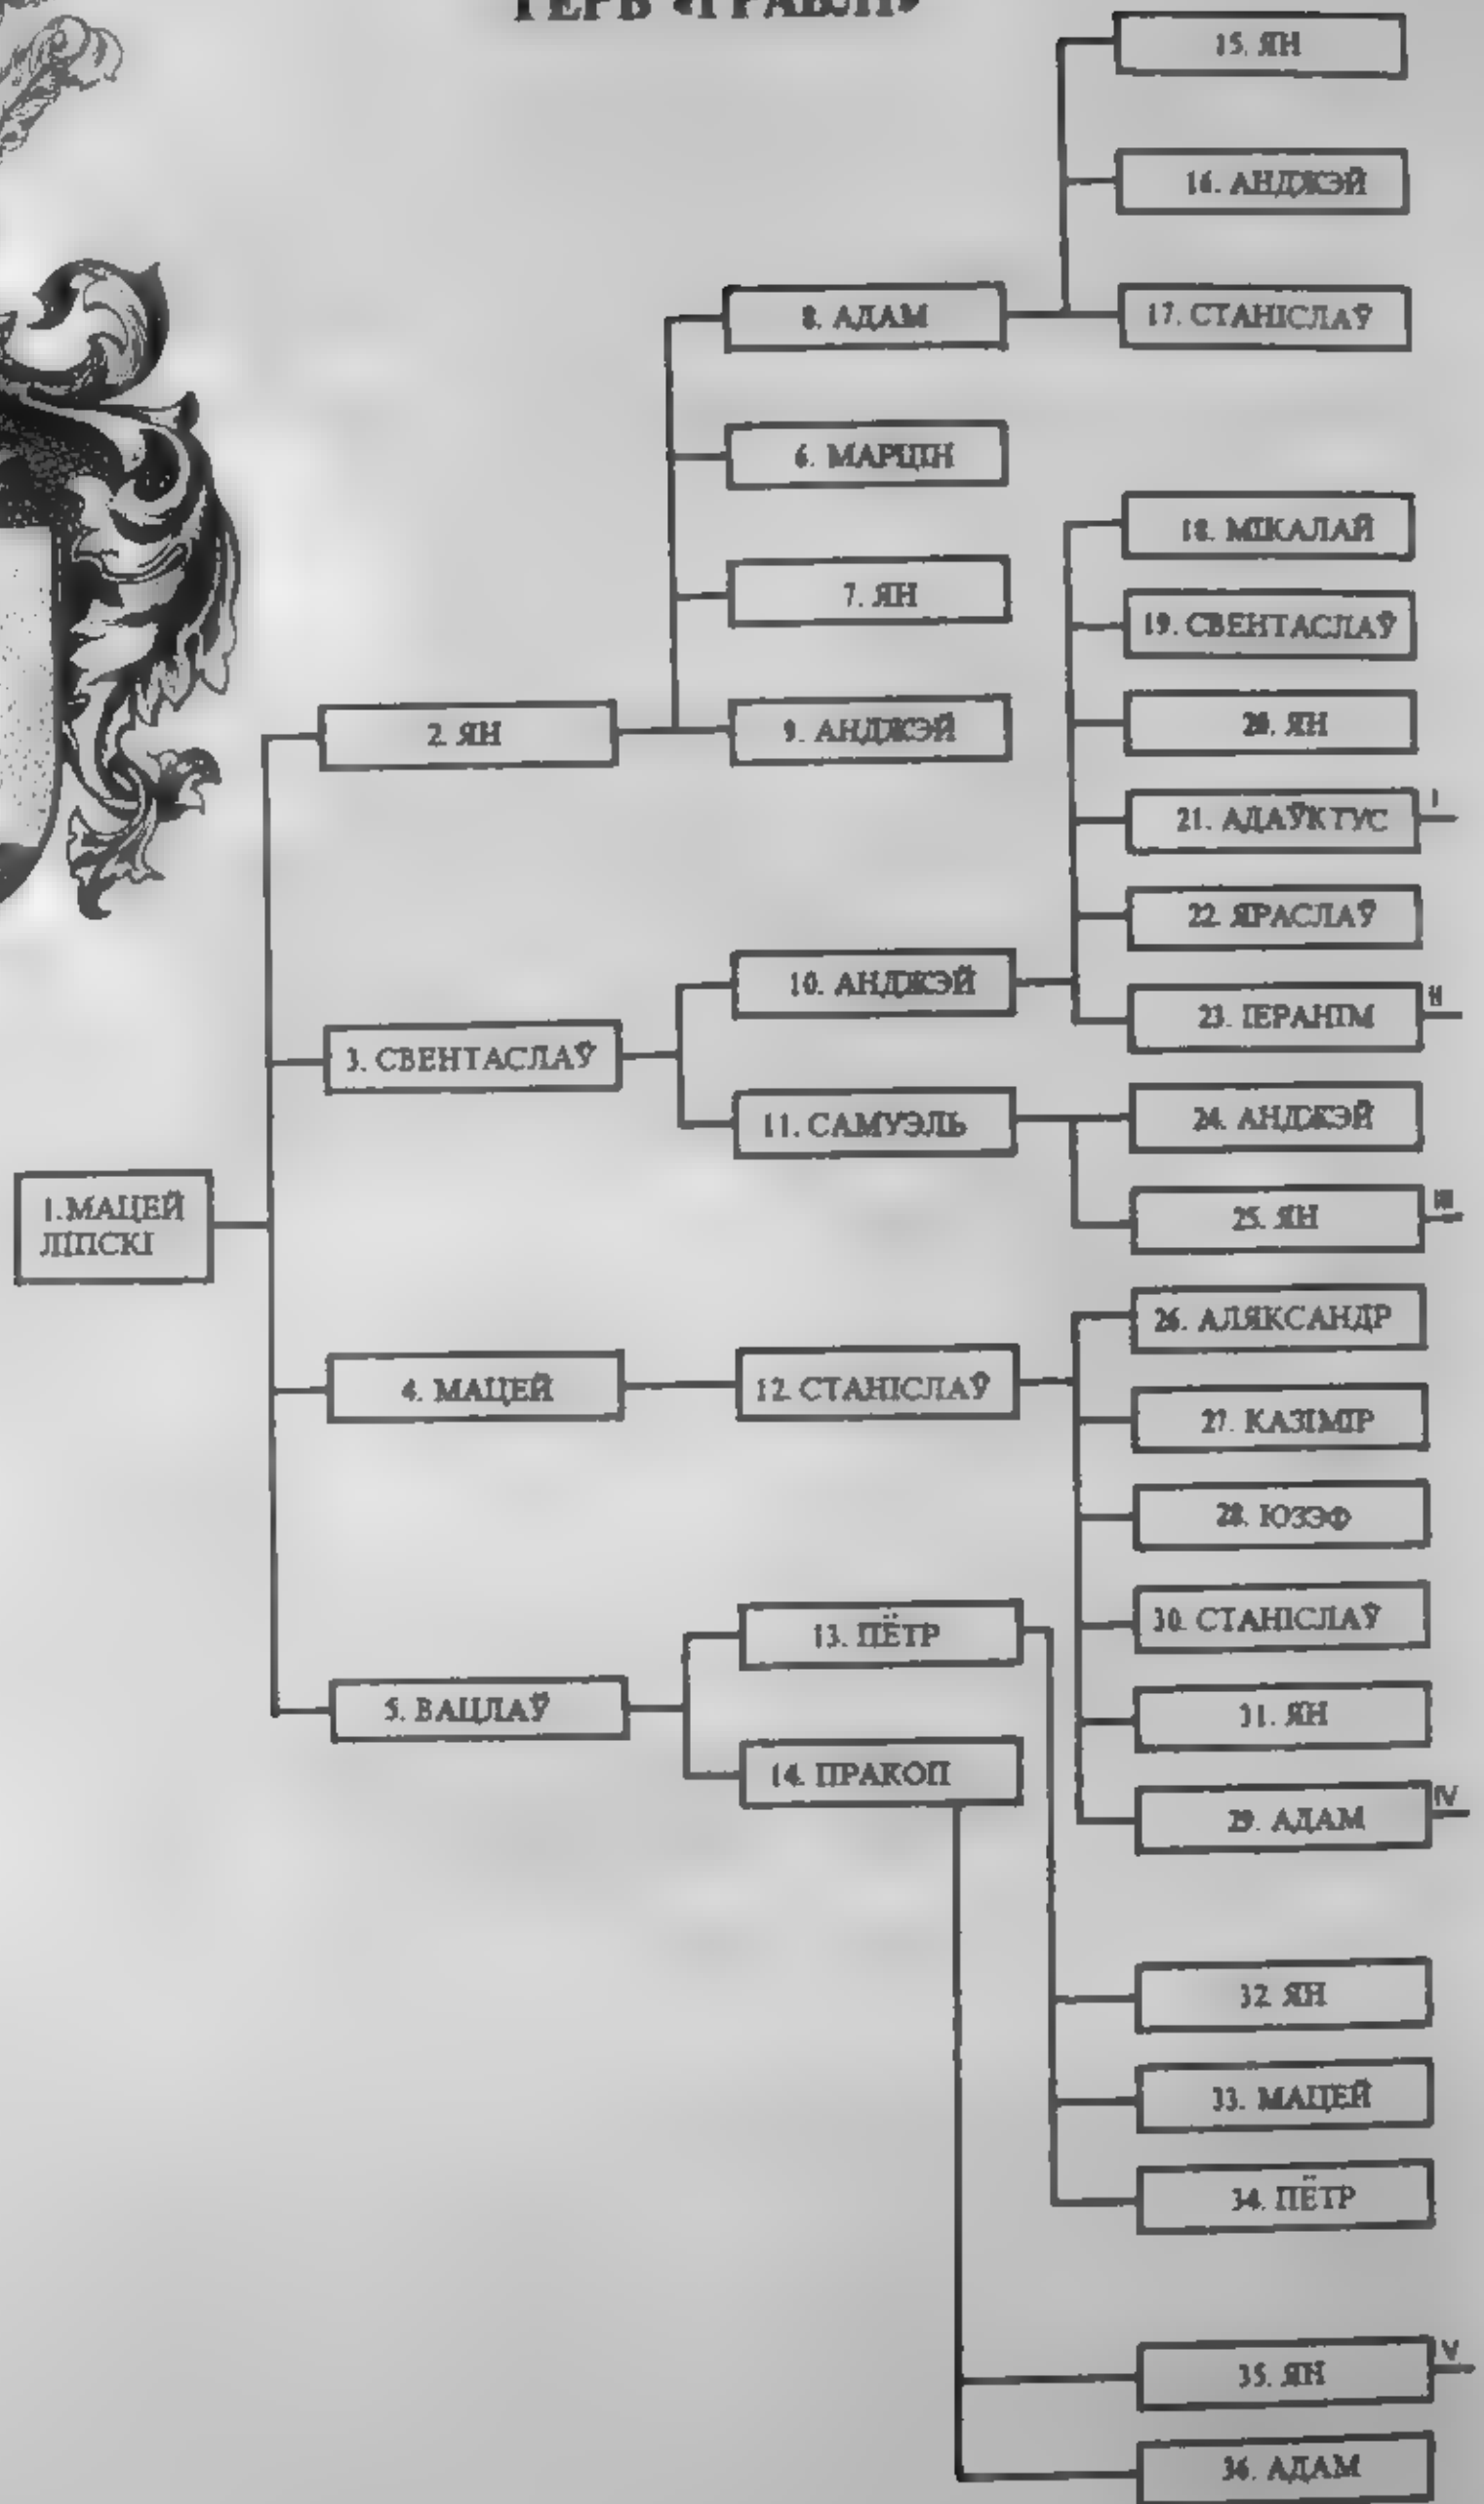 ГЕРБ «ГРАБЛІ»
15. ЯН
16. АНДЖЭЙ
8. АДАМ
17. СТАНІСЛАЎ
6. МАРЦІН
18. МІКАЛАЙ
7. ЯН
19. СВЕНТАСЛАЎ
2. ЯН
9. АНДЖЭЙ
20. ЯН
21. АДАЎКТУС
I
22. ЯРАСЛАЎ
10. АНДЖЭЙ
23. ІЕРАНІМ
II
3. СВЕНТАСЛАЎ
11. САМУЭЛЬ
24. АНДЖЭЙ
1. МАЦЕЙ
ЛІПСКІ
25. ЯН
III
26. АЛЯКСАНДР
4. МАЦЕЙ
12. СТАНІСЛАЎ
27. КАЗІМІР
28. ЮЗЭФ
13. ПЁТР
30. СТАНІСЛАЎ
5. ВАЦЛАЎ
31. ЯН
14. ПРАКОП
29. АДАМ
IV
32. ЯН
33. МАЦЕЙ
34. ПЁТР
35. ЯН
V
36. АДАМ